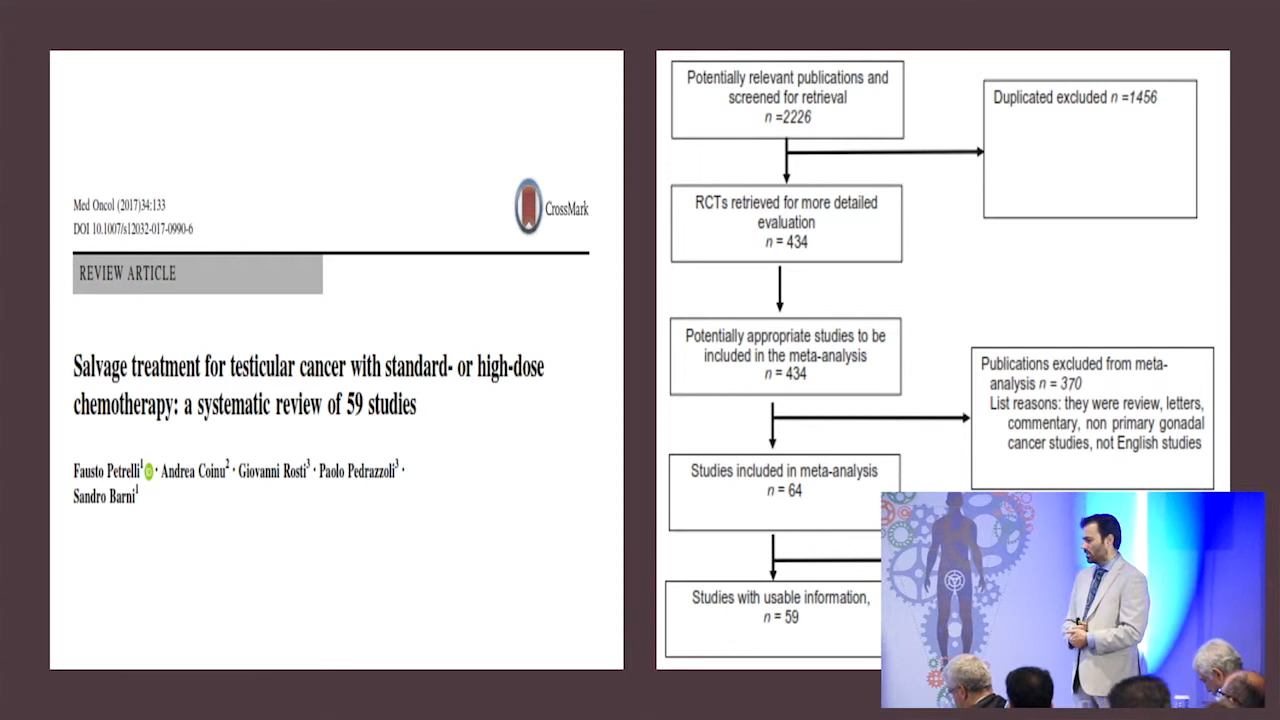 Med Oncol (2017)34:133
DOI 10.1007/s12032-017-0990-6
CrossMark
REVIEW ARTICLE
Salvage treatment for testicular cancer with standard- or high-dose
chemotherapy: a systematic review of 59 studies
Fausto Petrelli1 iD · Andrea Coinu2 · Giovanni Rosti3 · Paolo Pedrazzoli3 ·
Sandro Barni1
Potentially relevant publications and
screened for retrieval
n =2226
Duplicated excluded n =1456
RCTs retrieved for more detailed
evaluation
n = 434
Potentially appropriate studies to be
included in the meta-analysis
n = 434
Publications excluded from meta-
analysis n = 370
List reasons: they were review, letters,
commentary, non primary gonadal
cancer studies, not English studies
Studies included in meta-analysis
n = 64
Studies with usable information,
n = 59